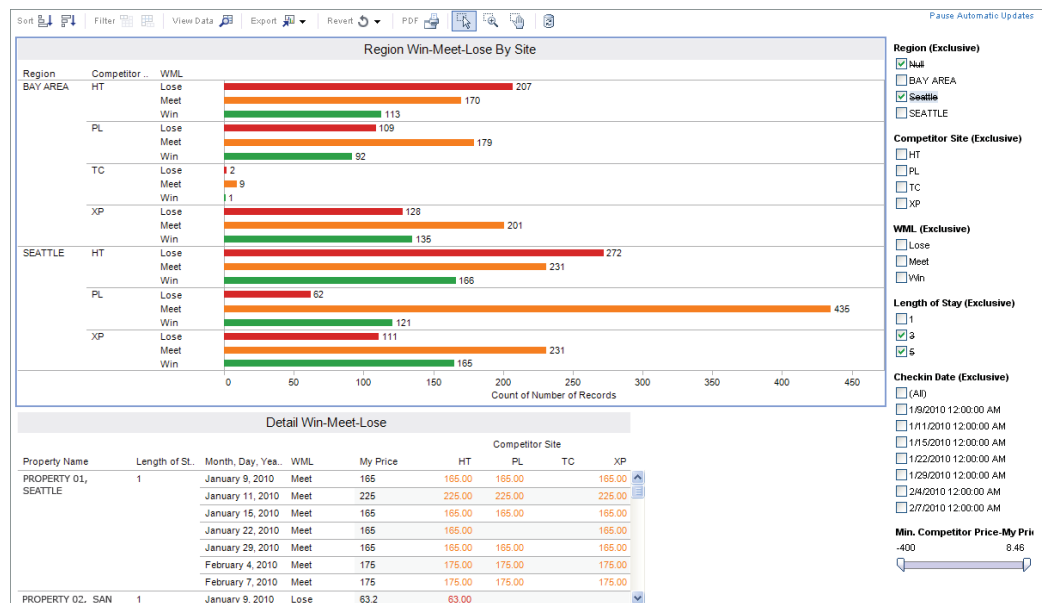 Sort Filter View Data Export Revert PDF Pause Automatic Updates
Region Win-Meet-Lose By Site
Region Competitor .. WML
BAY AREA HT Lose 207
Meet 170
Win 113
PL Lose 109
Meet 179
Win 92
TC Lose 2
Meet 9
Win 1
XP Lose 128
Meet 201
Win 135
SEATTLE HT Lose 272
Meet 231
Win 166
PL Lose 62
Meet 435
Win 121
XP Lose 111
Meet 231
Win 165
0 50 100 150 200 250 300 350 400 450
Count of Number of Records
Detail Win-Meet-Lose
Competitor Site
Property Name Length of St.. Month, Day, Yea.. WML My Price HT PL TC XP
PROPERTY 01, SEATTLE 1 January 9, 2010 Meet 165 165.00 165.00 165.00
January 11, 2010 Meet 225 225.00 225.00 225.00
January 15, 2010 Meet 165 165.00 165.00 165.00
January 22, 2010 Meet 165 165.00 165.00
January 29, 2010 Meet 165 165.00 165.00 165.00
February 4, 2010 Meet 175 175.00 175.00 175.00
February 7, 2010 Meet 175 175.00 175.00 175.00
PROPERTY 02, SAN 1 January 9, 2010 Lose 63.2 63.00
Region (Exclusive)
Null
BAY AREA
Seattle
SEATTLE
Competitor Site (Exclusive)
HT
PL
TC
XP
WML (Exclusive)
Lose
Meet
Win
Length of Stay (Exclusive)
1
3
5
Checkin Date (Exclusive)
(All)
1/9/2010 12:00:00 AM
1/11/2010 12:00:00 AM
1/15/2010 12:00:00 AM
1/22/2010 12:00:00 AM
1/29/2010 12:00:00 AM
2/4/2010 12:00:00 AM
2/7/2010 12:00:00 AM
Min. Competitor Price-My Pri
-400 8.46